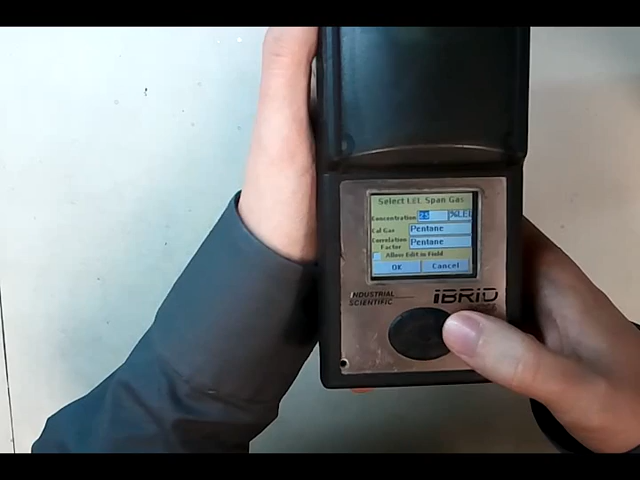 Select LEL Span Gas
Concentration 25 %LEL
Cal Gas Pentane
Correlation Factor Pentane
Allow Edit in Field
OK Cancel
INDUSTRIAL SCIENTIFIC
iBRID